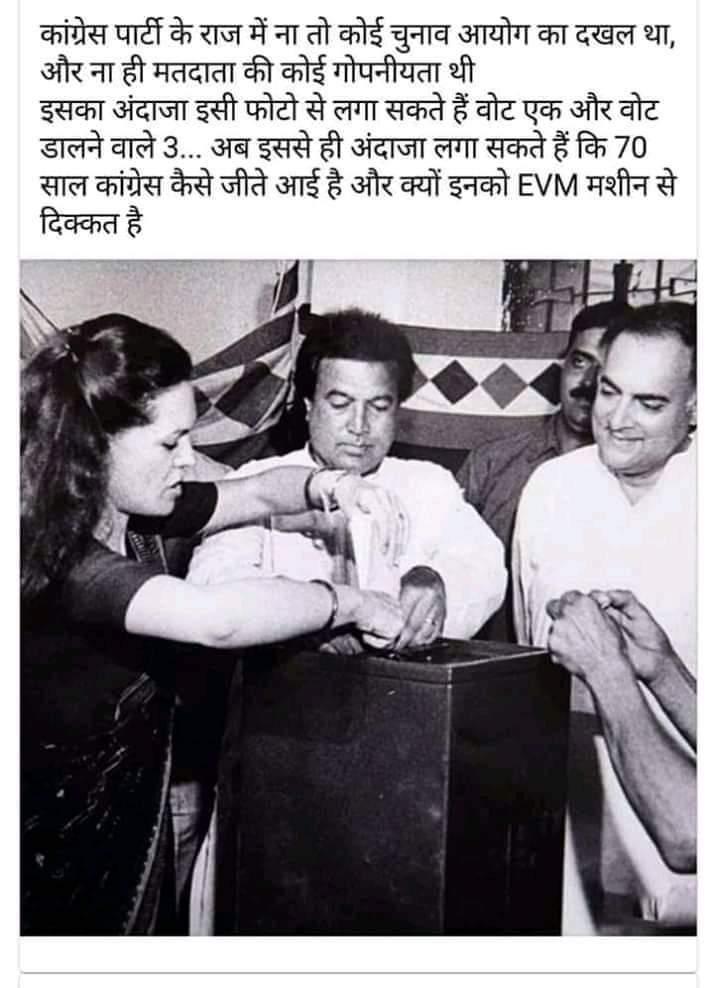 कांग्रेस पार्टी के राज में ना तो कोई चुनाव आयोग का दखल था,
और ना ही मतदाता की कोई गोपनीयता थी
इसका अंदाजा इसी फोटो से लगा सकते हैं वोट एक और वोट
डालने वाले 3... अब इससे ही अंदाजा लगा सकते हैं कि 70
साल कांग्रेस कैसे जीते आई है और क्यों इनको EVM मशीन से
दिक्कत है